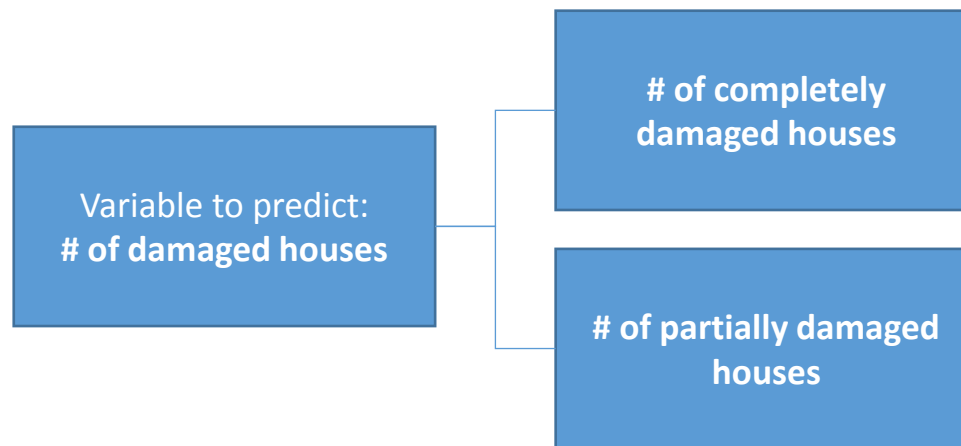 Variable to predict:
# of damaged houses
# of completely
damaged houses
# of partially damaged
houses